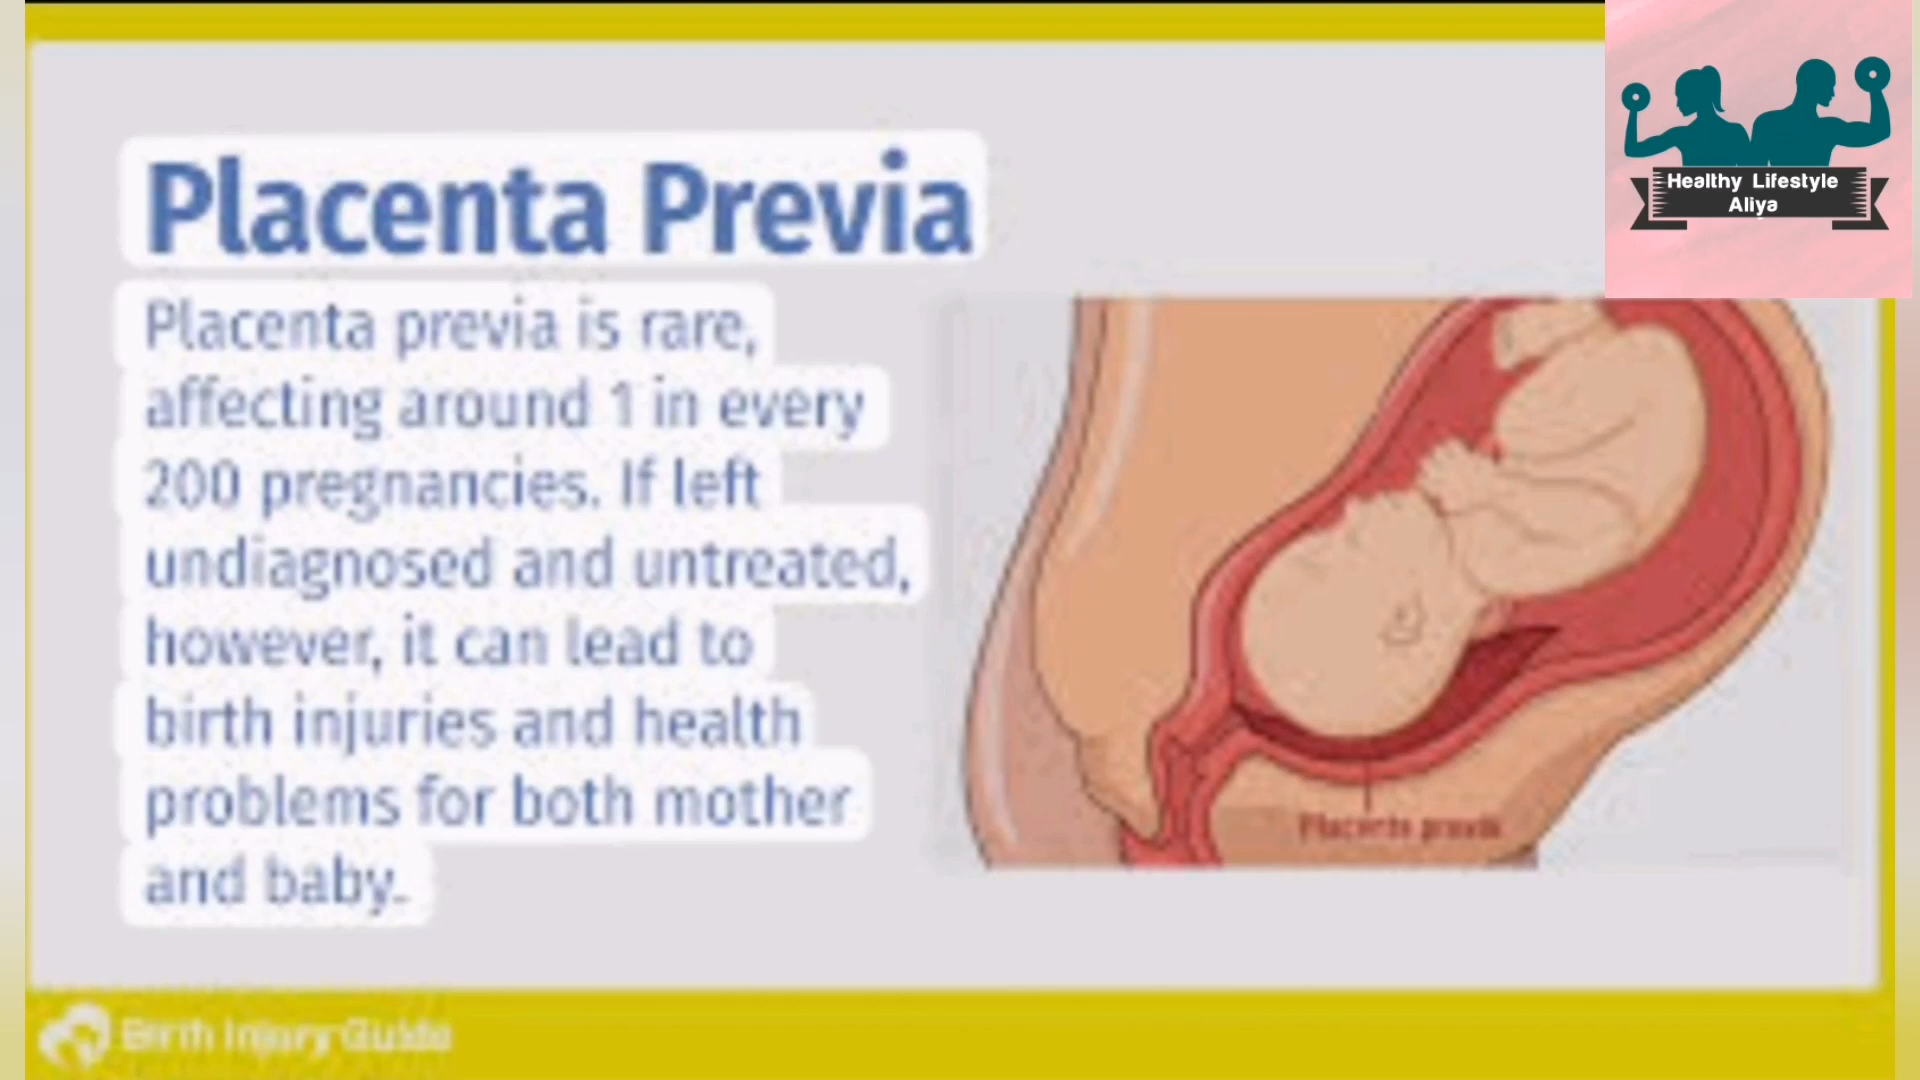 Healthy Lifestyle
Aliya
Placenta Previa
Placenta previa is rare,
affecting around 1 in every
200 pregnancies. If left
undiagnosed and untreated,
however, it can lead to
birth injuries and health
problems for both mother
and baby.
Placenta previa
Birth Injury Guide